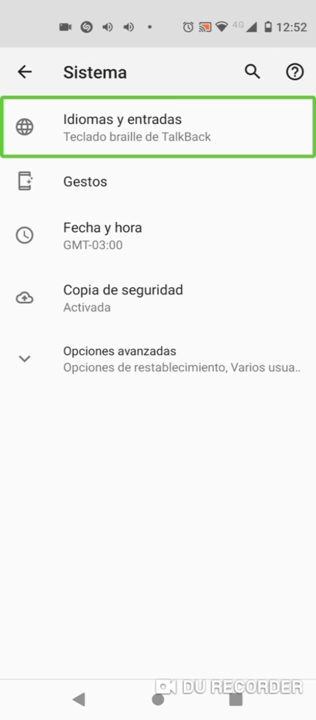 4G 12:52
Sistema
Idiomas y entradas
Teclado braille de TalkBack
Gestos
Fecha y hora
GMT-03:00
Copia de seguridad
Activada
Opciones avanzadas
Opciones de restablecimiento, Varios usua..
DU RECORDER